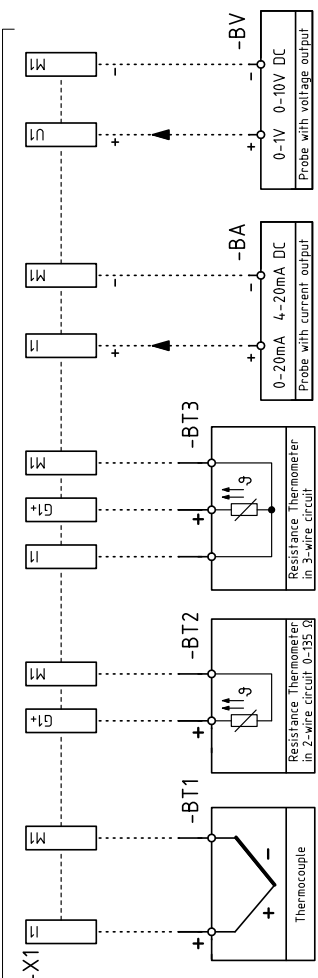 -X1
I1
M1
G1+
M1
I1
G1+
M1
I1
M1
U1
M1
+
-
+
-
-BT1
-BT2
-BT3
-BA
-BV
+
+
+
+
-
+
-
+
-
ϑ
ϑ
0-20mA 4-20mA DC
0-1V 0-10V DC
Thermocouple
Resistance Thermometer
in 2-wire circuit 0-135 Ω
Resistance Thermometer
in 3-wire circuit
Probe with current output
Probe with voltage output